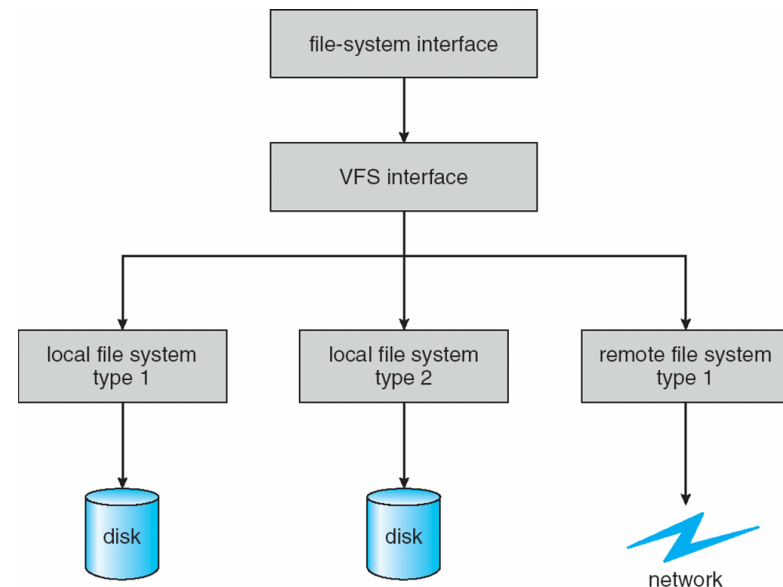 file-system interface
VFS interface
local file system
type 1
local file system
type 2
remote file system
type 1
disk
disk
network